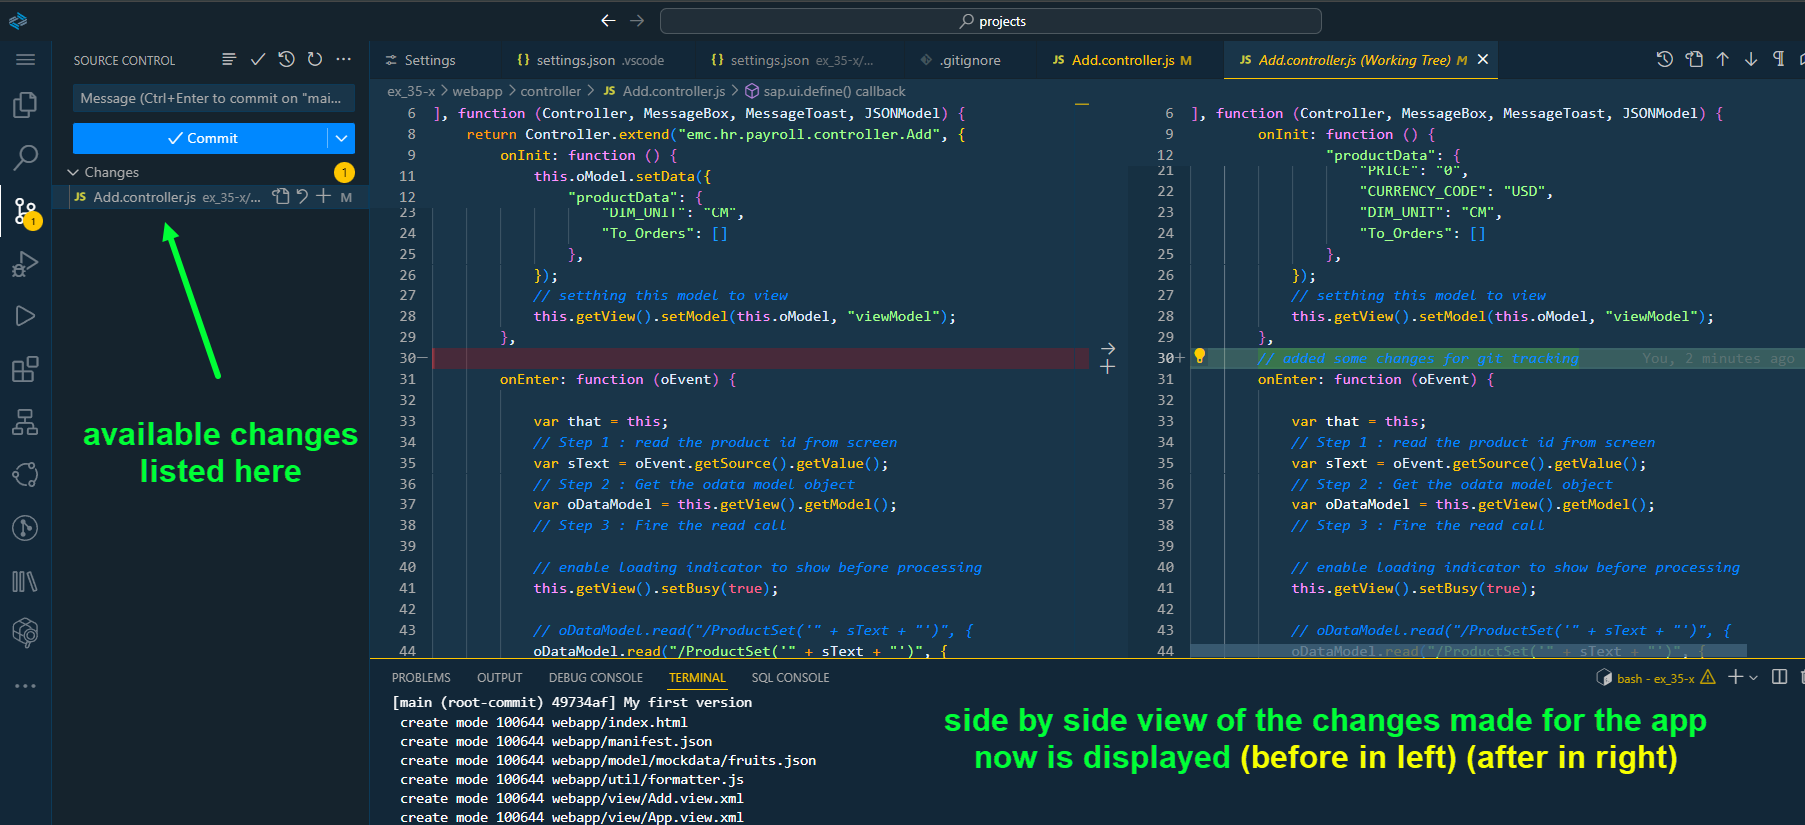 projects
SOURCE CONTROL
Message (Ctrl+Enter to commit on "mai...
Commit
Changes
1
JS Add.controller.js ex_35-x/... M
1
available changes
listed here
Settings
{} settings.json .vscode
{} settings.json ex_35-x/...
.gitignore
JS Add.controller.js M
JS Add.controller.js (Working Tree) M
ex_35-x > webapp > controller > JS Add.controller.js > sap.ui.define() callback
6 ], function (Controller, MessageBox, MessageToast, JSONModel) {
8 return Controller.extend("emc.hr.payroll.controller.Add", {
9 onInit: function () {
11 this.oModel.setData({
12 "productData": {
23 "DIM_UNIT": "CM",
24 "To_Orders": []
25 },
26 });
27 // setthing this model to view
28 this.getView().setModel(this.oModel, "viewModel");
29 },
30—
31 onEnter: function (oEvent) {
32
33 var that = this;
34 // Step 1 : read the product id from screen
35 var sText = oEvent.getSource().getValue();
36 // Step 2 : Get the odata model object
37 var oDataModel = this.getView().getModel();
38 // Step 3 : Fire the read call
39
40 // enable loading indicator to show before processing
41 this.getView().setBusy(true);
42
43 // oDataModel.read("/ProductSet('" + sText + "')", {
44 oDataModel.read("/ProductSet('" + sText + "')", {
6 ], function (Controller, MessageBox, MessageToast, JSONModel) {
9 onInit: function () {
12 "productData": {
21 "PRICE": "0",
22 "CURRENCY_CODE": "USD",
23 "DIM_UNIT": "CM",
24 "To_Orders": []
25 },
26 });
27 // setthing this model to view
28 this.getView().setModel(this.oModel, "viewModel");
29 },
30+ // added some changes for git tracking You, 2 minutes ago
31 onEnter: function (oEvent) {
32
33 var that = this;
34 // Step 1 : read the product id from screen
35 var sText = oEvent.getSource().getValue();
36 // Step 2 : Get the odata model object
37 var oDataModel = this.getView().getModel();
38 // Step 3 : Fire the read call
39
40 // enable loading indicator to show before processing
41 this.getView().setBusy(true);
42
43 // oDataModel.read("/ProductSet('" + sText + "')", {
44 oDataModel.read("/ProductSet('" + sText + "')", {
PROBLEMS OUTPUT DEBUG CONSOLE TERMINAL SQL CONSOLE
bash - ex_35-x
[main (root-commit) 49734af] My first version
create mode 100644 webapp/index.html
create mode 100644 webapp/manifest.json
create mode 100644 webapp/model/mockdata/fruits.json
create mode 100644 webapp/util/formatter.js
create mode 100644 webapp/view/Add.view.xml
create mode 100644 webapp/view/App.view.xml
side by side view of the changes made for the app
now is displayed (before in left) (after in right)